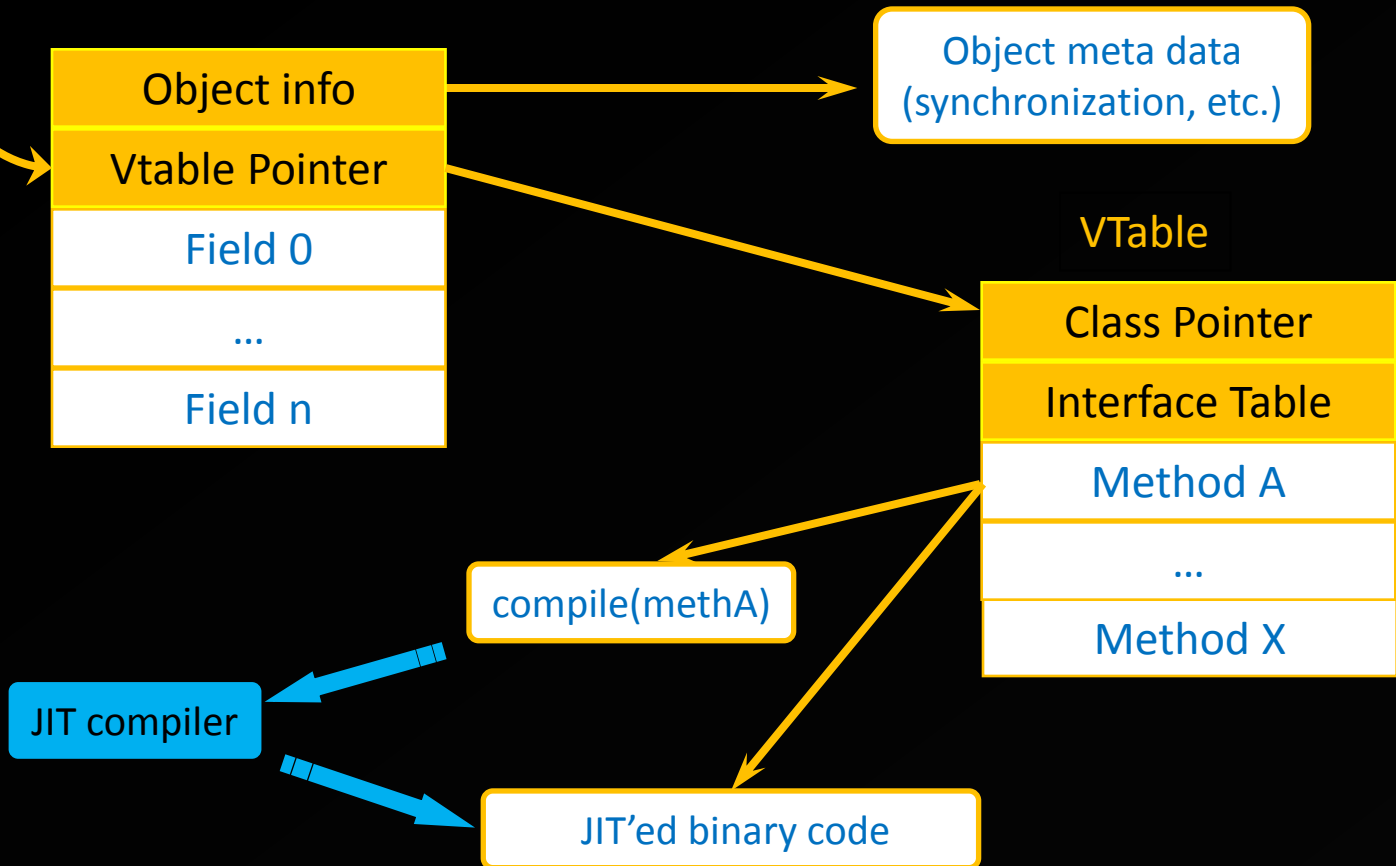 Object info
Vtable Pointer
Field 0
…
Field n
Object meta data
(synchronization, etc.)
VTable
Class Pointer
Interface Table
Method A
…
Method X
compile(methA)
JIT compiler
JIT’ed binary code